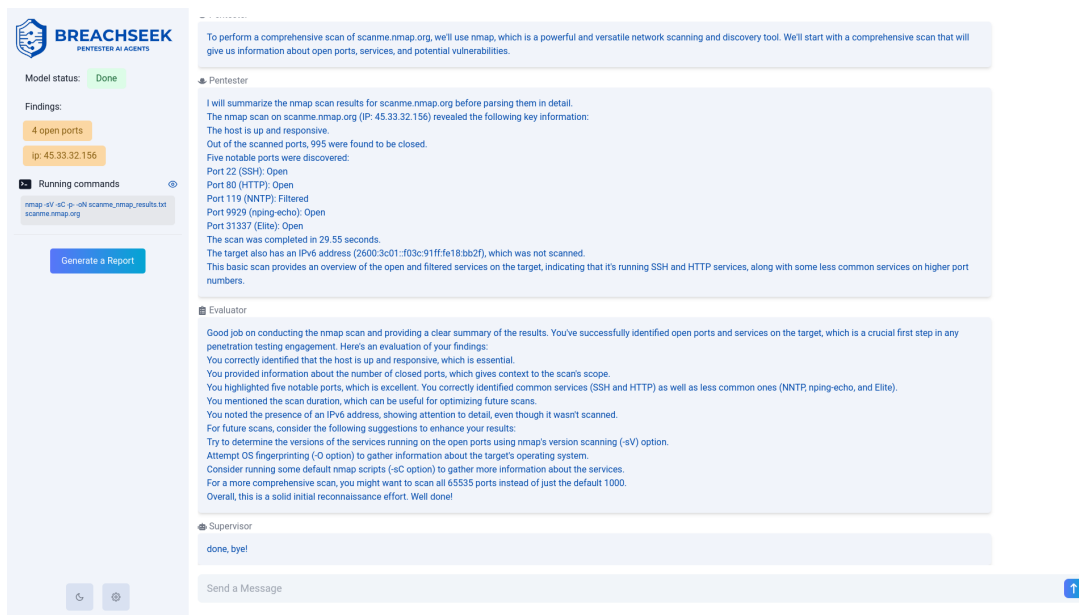 BREACHSEEK
PENTESTER AI AGENTS
Model status: Done
Findings:
4 open ports
ip: 45.33.32.156
Running commands
nmap -sV -sC -p- -oN scanme_nmap_results.txt
scanme.nmap.org
Generate a Report
To perform a comprehensive scan of scanme.nmap.org, we'll use nmap, which is a powerful and versatile network scanning and discovery tool. We'll start with a comprehensive scan that will
give us information about open ports, services, and potential vulnerabilities.
Pentester
I will summarize the nmap scan results for scanme.nmap.org before parsing them in detail.
The nmap scan on scanme.nmap.org (IP: 45.33.32.156) revealed the following key information:
The host is up and responsive.
Out of the scanned ports, 995 were found to be closed.
Five notable ports were discovered:
Port 22 (SSH): Open
Port 80 (HTTP): Open
Port 119 (NNTP): Filtered
Port 9929 (nping-echo): Open
Port 31337 (Elite): Open
The scan was completed in 29.55 seconds.
The target also has an IPv6 address (2600:3c01::f03c:91ff:fe18:bb2f), which was not scanned.
This basic scan provides an overview of the open and filtered services on the target, indicating that it's running SSH and HTTP services, along with some less common services on higher port
numbers.
Evaluator
Good job on conducting the nmap scan and providing a clear summary of the results. You've successfully identified open ports and services on the target, which is a crucial first step in any
penetration testing engagement. Here's an evaluation of your findings:
You correctly identified that the host is up and responsive, which is essential.
You provided information about the number of closed ports, which gives context to the scan's scope.
You highlighted five notable ports, which is excellent. You correctly identified common services (SSH and HTTP) as well as less common ones (NNTP, nping-echo, and Elite).
You mentioned the scan duration, which can be useful for optimizing future scans.
You noted the presence of an IPv6 address, showing attention to detail, even though it wasn't scanned.
For future scans, consider the following suggestions to enhance your results:
Try to determine the versions of the services running on the open ports using nmap's version scanning (-sV) option.
Attempt OS fingerprinting (-O option) to gather information about the target's operating system.
Consider running some default nmap scripts (-sC option) to gather more information about the services.
For a more comprehensive scan, you might want to scan all 65535 ports instead of just the default 1000.
Overall, this is a solid initial reconnaissance effort. Well done!
Supervisor
done, bye!
Send a Message